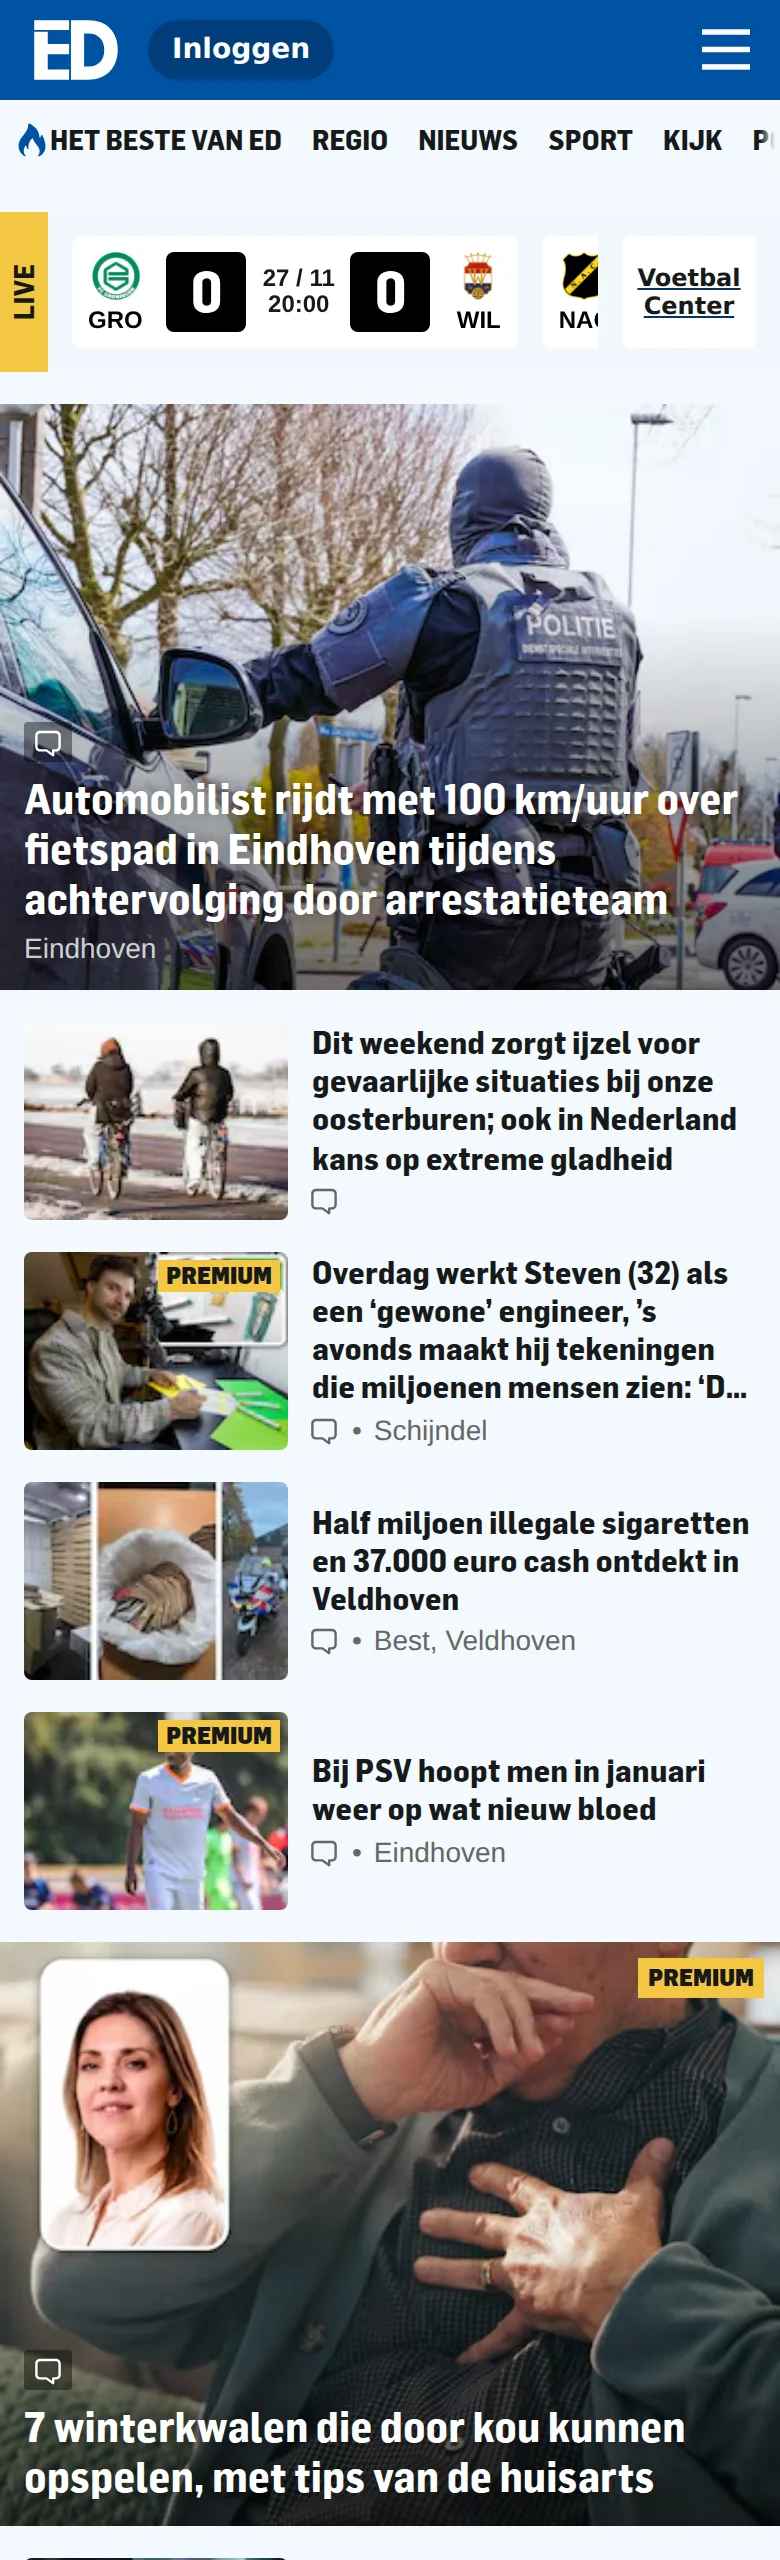 ED
Inloggen
HET BESTE VAN ED REGIO NIEUWS SPORT KIJK
LIVE
GRO
0
27 / 11
20:00
0
WIL
NAC
Voetbal
Center
POLITIE
Automobilist rijdt met 100 km/uur over
fietspad in Eindhoven tijdens
achtervolging door arrestatieteam
Eindhoven
Dit weekend zorgt ijzel voor
gevaarlijke situaties bij onze
oosterburen; ook in Nederland
kans op extreme gladheid
PREMIUM
Overdag werkt Steven (32) als
een ‘gewone’ engineer, ’s
avonds maakt hij tekeningen
die miljoenen mensen zien: ‘D...
• Schijndel
Half miljoen illegale sigaretten
en 37.000 euro cash ontdekt in
Veldhoven
• Best, Veldhoven
PREMIUM
Bij PSV hoopt men in januari
weer op wat nieuw bloed
• Eindhoven
PREMIUM
7 winterkwalen die door kou kunnen
opspelen, met tips van de huisarts